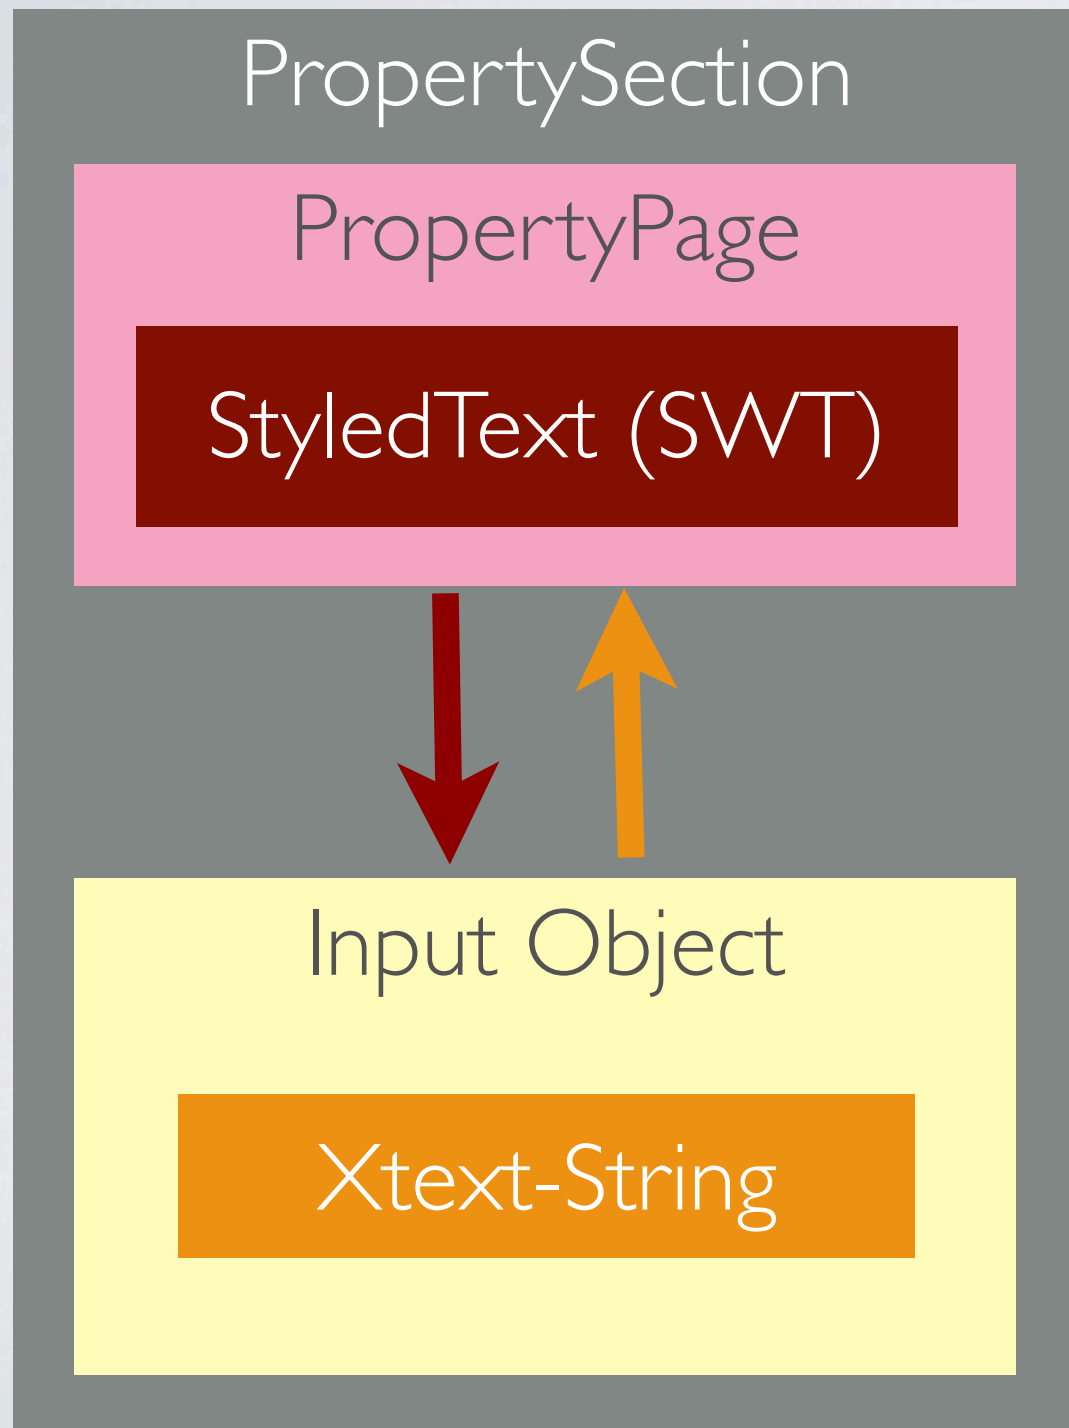 PropertySection
PropertyPage
StyledText (SWT)
Input Object
Xtext-String